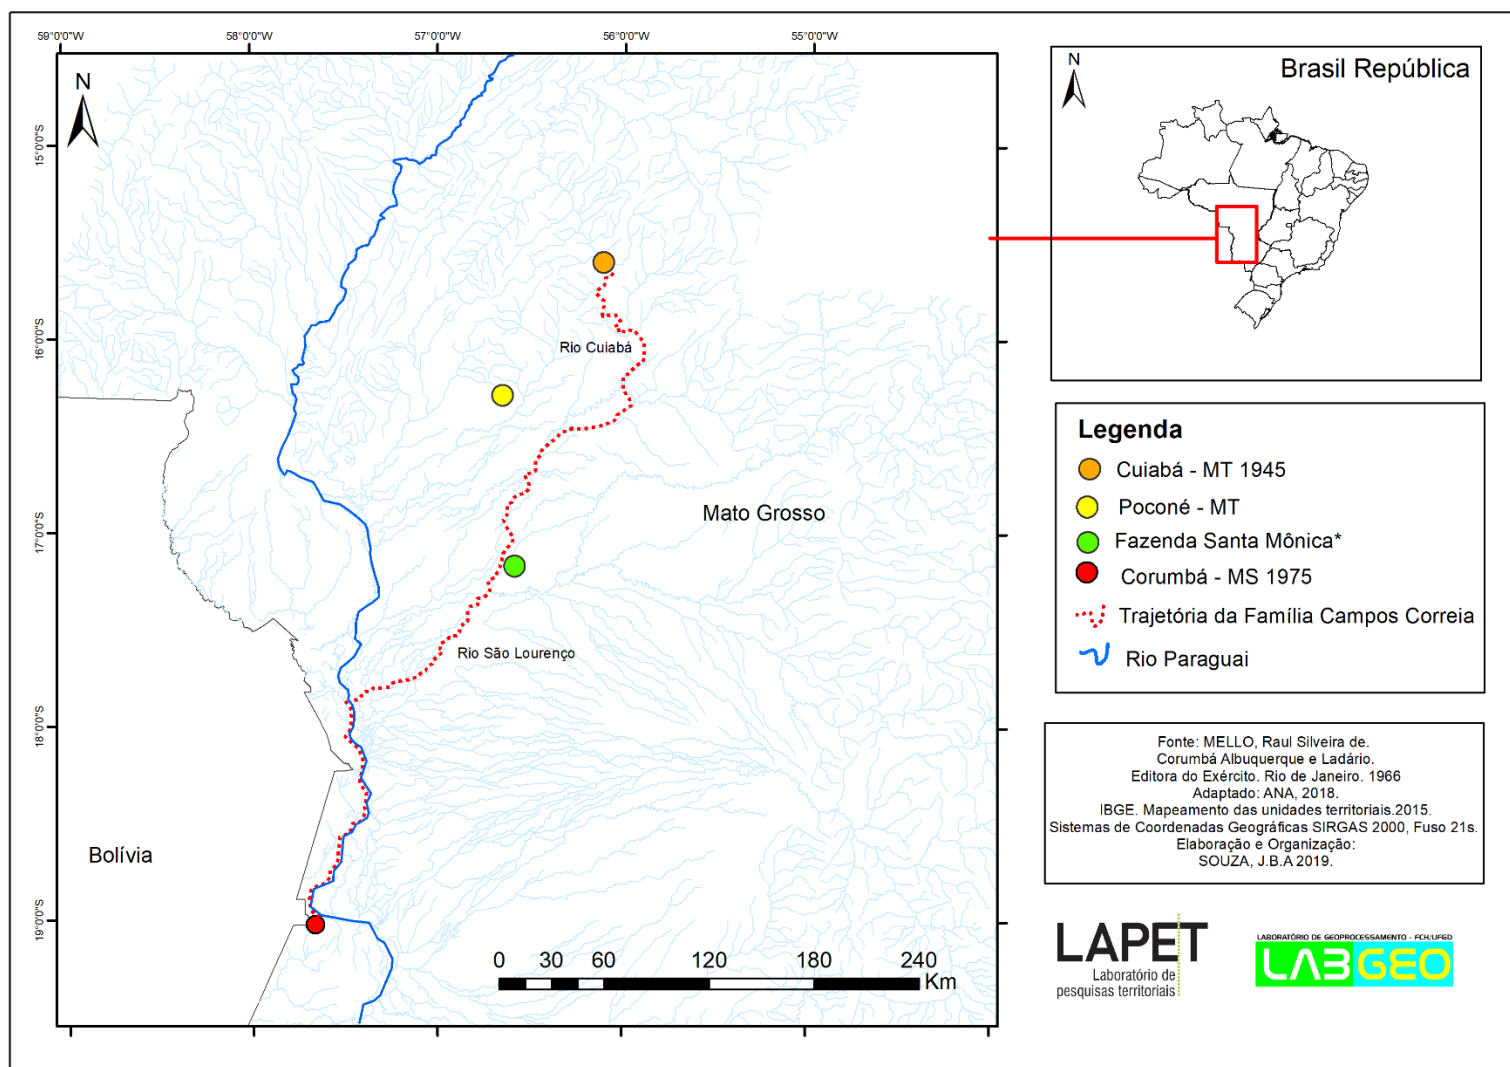 59°0'0"W
58°0'0"W
57°0'0"W
56°0'0"W
55°0'0"W
N
15°0'0"S
16°0'0"S
17°0'0"S
18°0'0"S
19°0'0"S
Rio Cuiabá
Mato Grosso
Rio São Lourenço
Bolívia
0 30 60 120 180 240
Km
N
Brasil República
Legenda
Cuiabá - MT 1945
Poconé - MT
Fazenda Santa Mônica*
Corumbá - MS 1975
Trajetória da Família Campos Correia
Rio Paraguai
Fonte: MELLO, Raul Silveira de.
Corumbá Albuquerque e Ladário.
Editora do Exército. Rio de Janeiro. 1966
Adaptado: ANA, 2018.
IBGE. Mapeamento das unidades territoriais.2015.
Sistemas de Coordenadas Geográficas SIRGAS 2000, Fuso 21s.
Elaboração e Organização:
SOUZA, J.B.A 2019.
LAPET
Laboratório de
pesquisas territoriais
LABORATÓRIO DE GEOPROCESSAMENTO - FCH/UFGD
LABGEO